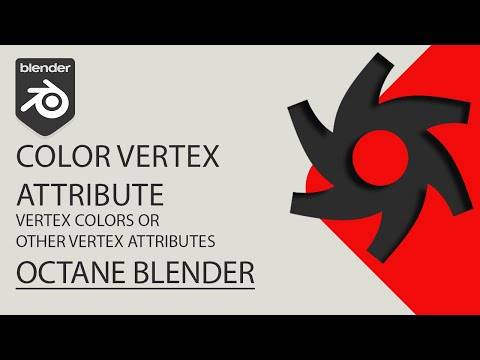 blender
COLOR VERTEX
ATTRIBUTE
VERTEX COLORS OR
OTHER VERTEX ATTRIBUTES
OCTANE BLENDER